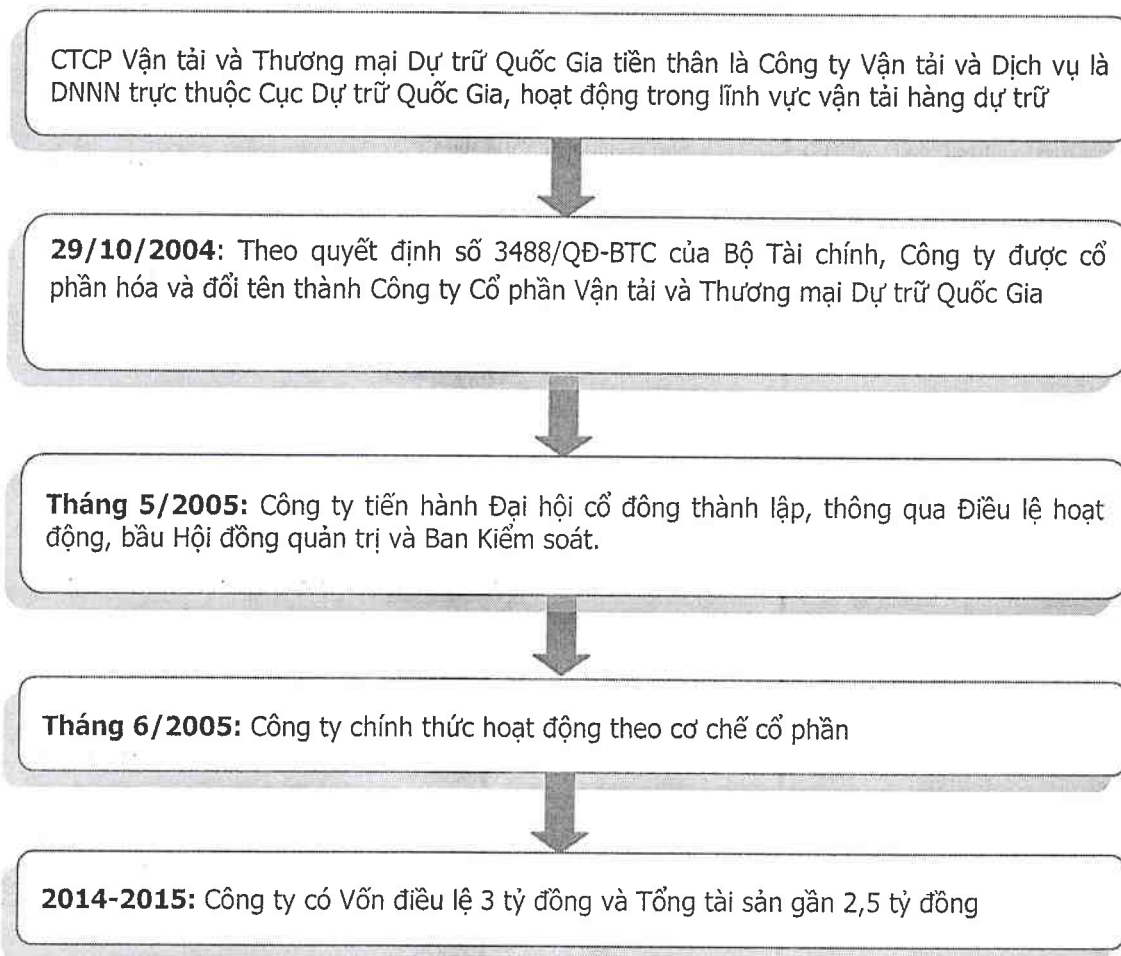 CTCP Vận tải và Thương mại Dự trữ Quốc Gia tiền thân là Công ty Vận tải và Dịch vụ là
DNNN trực thuộc Cục Dự trữ Quốc Gia, hoạt động trong lĩnh vực vận tải hàng dự trữ
29/10/2004: Theo quyết định số 3488/QĐ-BTC của Bộ Tài chính, Công ty được cổ
phần hóa và đổi tên thành Công ty Cổ phần Vận tải và Thương mại Dự trữ Quốc Gia
Tháng 5/2005: Công ty tiến hành Đại hội cổ đông thành lập, thông qua Điều lệ hoạt
động, bầu Hội đồng quản trị và Ban Kiểm soát.
Tháng 6/2005: Công ty chính thức hoạt động theo cơ chế cổ phần
2014-2015: Công ty có Vốn điều lệ 3 tỷ đồng và Tổng tài sản gần 2,5 tỷ đồng